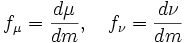 f_μ = dμ/dm, f_ν = dν/dm